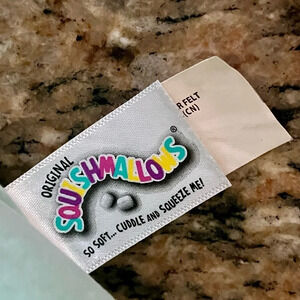 ORIGINAL
SQUISHMALLOWS®
SO SOFT... CUDDLE AND SQUEEZE ME!
R FELT
(CN)